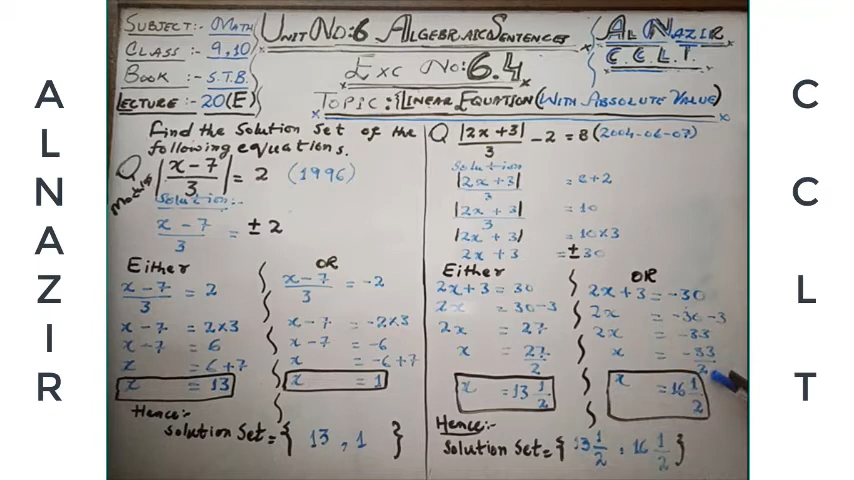 SUBJECT:- MATH
CLASS :- 9,10
BOOK :- S.T.B
LECTURE :- 20(E)
UNIT NO:6 ALGEBRAIC SENTENCES
EXC NO:6.4
TOPIC:{LINEAR EQUATION(WITH ABSOLUTE VALUE)
AL NAZIR
C.C.L.T.
ALNAZIR
Find the solution set of the
following equations.
Q |x-7/3| = 2 (1996)
Modulus
Solution:-
x-7/3 = ± 2
Either
x-7/3 = 2
x-7 = 2x3
x-7 = 6
x = 6+7
x = 13
OR
x-7/3 = -2
x-7 = -2x3
x-7 = -6
x = -6+7
x = 1
Hence:-
Solution Set = { 13 , 1 }
Q |2x+3|/3 - 2 = 8 (2004-06-07)
Solution
|2x+3|/3 = 8+2
|2x+3|/3 = 10
|2x+3| = 10x3
2x+3 = ±30
Either
2x+3 = 30
2x = 30-3
2x = 27
x = 27/2
x = 13 1/2
OR
2x+3 = -30
2x = -30-3
2x = -33
x = -33/2
x = 16 1/2
Hence:-
Solution Set = { 13 1/2 , 16 1/2 }
CCLT